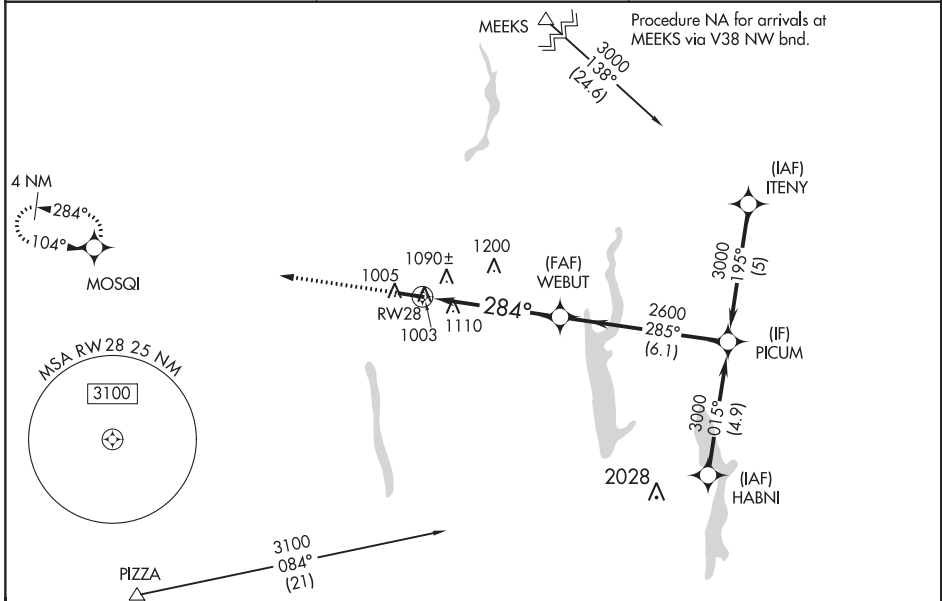 MEEKS
Procedure NA for arrivals at
MEEKS via V38 NW bnd.
3000
138°
(24.6)
(IAF)
ITENY
4 NM
284°
104°
MOSQI
3000
195°
(5)
1005
1090±
1200
(FAF)
WEBUT
RW28
1003
1110
284°
2600
285°
(6.1)
(IF)
PICUM
MSA RW 28 25 NM
3100
3000
015°
(4.9)
2028
(IAF)
HABNI
PIZZA
3100
084°
(21)